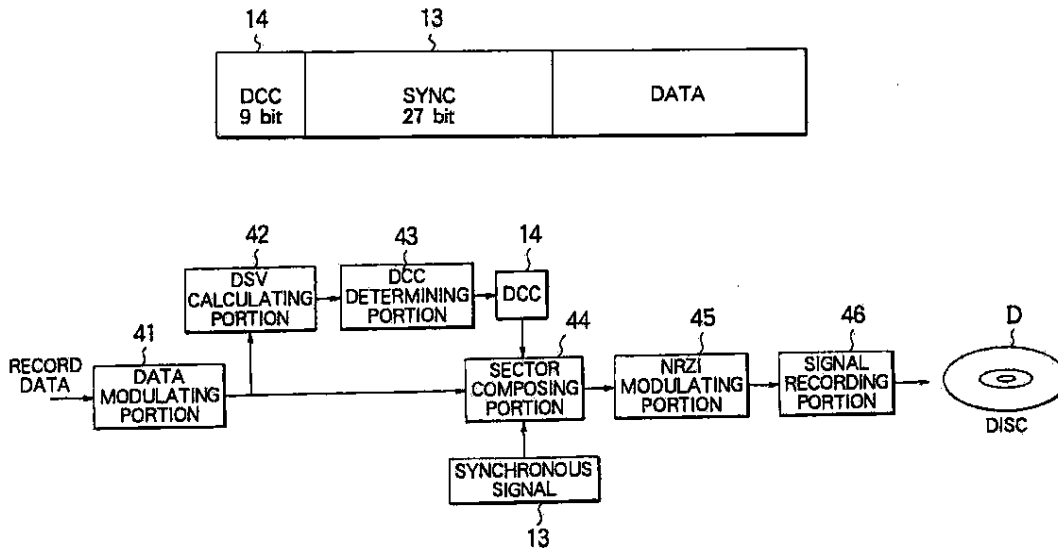 14
13
DCC
9 bit
SYNC
27 bit
DATA
42
43
14
DSV
CALCULATING
PORTION
DCC
DETERMINING
PORTION
DCC
41
44
45
46
D
RECORD
DATA
DATA
MODULATING
PORTION
SECTOR
COMPOSING
PORTION
NRZI
MODULATING
PORTION
SIGNAL
RECORDING
PORTION
DISC
SYNCHRONOUS
SIGNAL
13